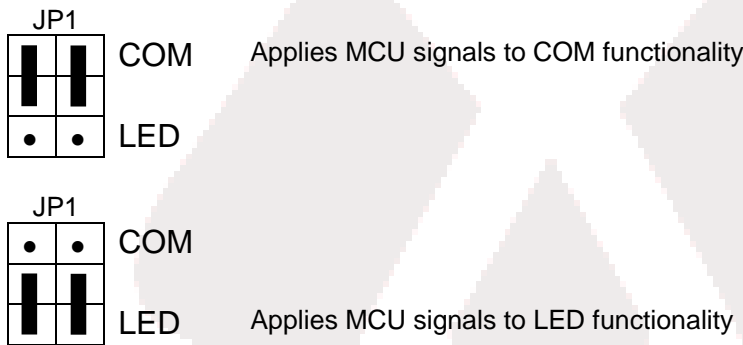 JP1
COM Applies MCU signals to COM functionality
LED
JP1
COM
LED Applies MCU signals to LED functionality